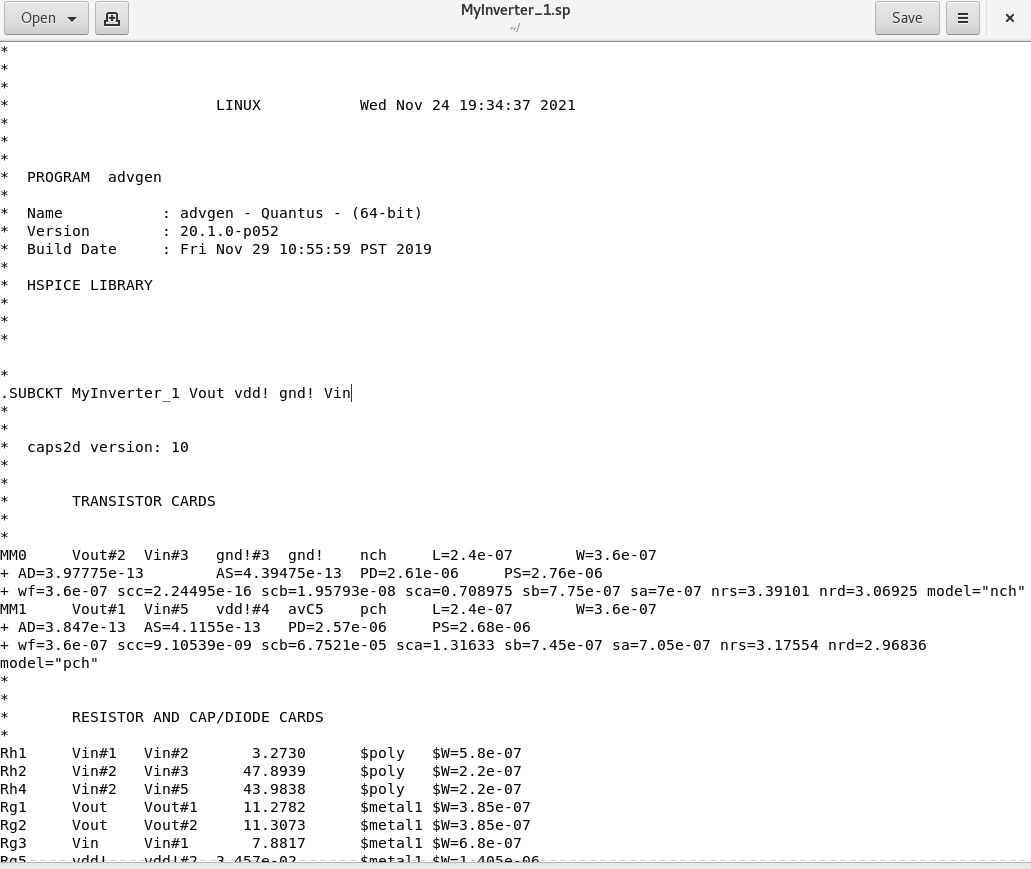 Open
MyInverter_1.sp
~/
Save
*
*
*
*                       LINUX           Wed Nov 24 19:34:37 2021
*
*
*
*  PROGRAM  advgen
*
*  Name           : advgen - Quantus - (64-bit)
*  Version        : 20.1.0-p052
*  Build Date     : Fri Nov 29 10:55:59 PST 2019
*
*  HSPICE LIBRARY
*
*
*
*
.SUBCKT MyInverter_1 Vout vdd! gnd! Vin
*
*
*  caps2d version: 10
*
*
*       TRANSISTOR CARDS
*
*
MM0     Vout#2  Vin#3   gnd!#3  gnd!    nch     L=2.4e-07       W=3.6e-07
+ AD=3.97775e-13        AS=4.39475e-13  PD=2.61e-06     PS=2.76e-06
+ wf=3.6e-07 scc=2.24495e-16 scb=1.95793e-08 sca=0.708975 sb=7.75e-07 sa=7e-07 nrs=3.39101 nrd=3.06925 model="nch"
MM1     Vout#1  Vin#5   vdd!#4  avC5    pch     L=2.4e-07       W=3.6e-07
+ AD=3.847e-13  AS=4.1155e-13   PD=2.57e-06     PS=2.68e-06
+ wf=3.6e-07 scc=9.10539e-09 scb=6.7521e-05 sca=1.31633 sb=7.45e-07 sa=7.05e-07 nrs=3.17554 nrd=2.96836
model="pch"
*
*
*       RESISTOR AND CAP/DIODE CARDS
*
Rh1     Vin#1   Vin#2       3.2730      $poly   $W=5.8e-07
Rh2     Vin#2   Vin#3      47.8939      $poly   $W=2.2e-07
Rh4     Vin#2   Vin#5      43.9838      $poly   $W=2.2e-07
Rg1     Vout    Vout#1     11.2782      $metal1 $W=3.85e-07
Rg2     Vout    Vout#2     11.3073      $metal1 $W=3.85e-07
Rg3     Vin     Vin#1       7.8817      $metal1 $W=6.8e-07
Rg5     vdd!    vdd!#2  3.457e-02       $metal1 $W=1.405e-06